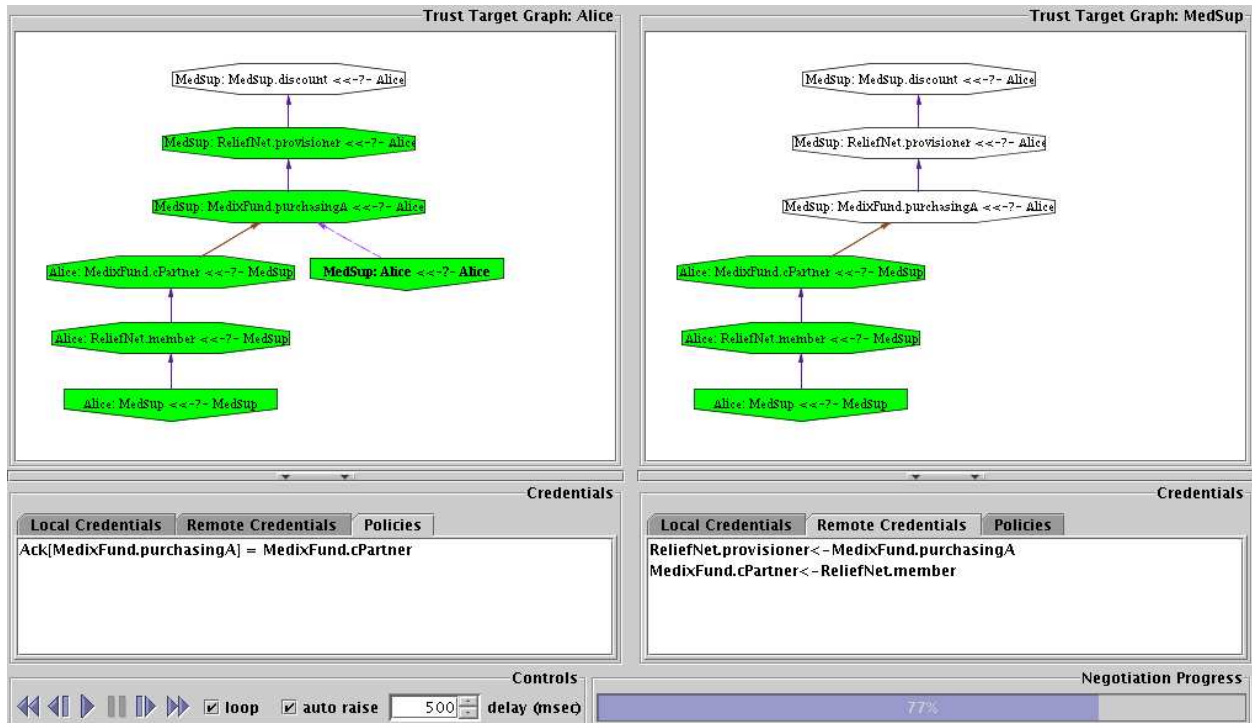 Trust Target Graph: Alice
MedSup: MedSup.discount <<-?- Alice
MedSup: ReliefNet.provisioner <<-?- Alice
MedSup: MedixFund.purchasingA <<-?- Alice
Alice: MedixFund.cPartner <<-?- MedSup
MedSup: Alice <<-?- Alice
Alice: ReliefNet.member <<-?- MedSup
Alice: MedSup <<-?- MedSup
Trust Target Graph: MedSup
MedSup: MedSup.discount <<-?- Alice
MedSup: ReliefNet.provisioner <<-?- Alice
MedSup: MedixFund.purchasingA <<-?- Alice
Alice: MedixFund.cPartner <<-?- MedSup
Alice: ReliefNet.member <<-?- MedSup
Alice: MedSup <<-?- MedSup
Credentials
Local Credentials Remote Credentials Policies
Ack[MedixFund.purchasingA] = MedixFund.cPartner
Credentials
Local Credentials Remote Credentials Policies
ReliefNet.provisioner<-MedixFund.purchasingA
MedixFund.cPartner<-ReliefNet.member
Controls
loop auto raise 500 delay (msec)
Negotiation Progress
77%